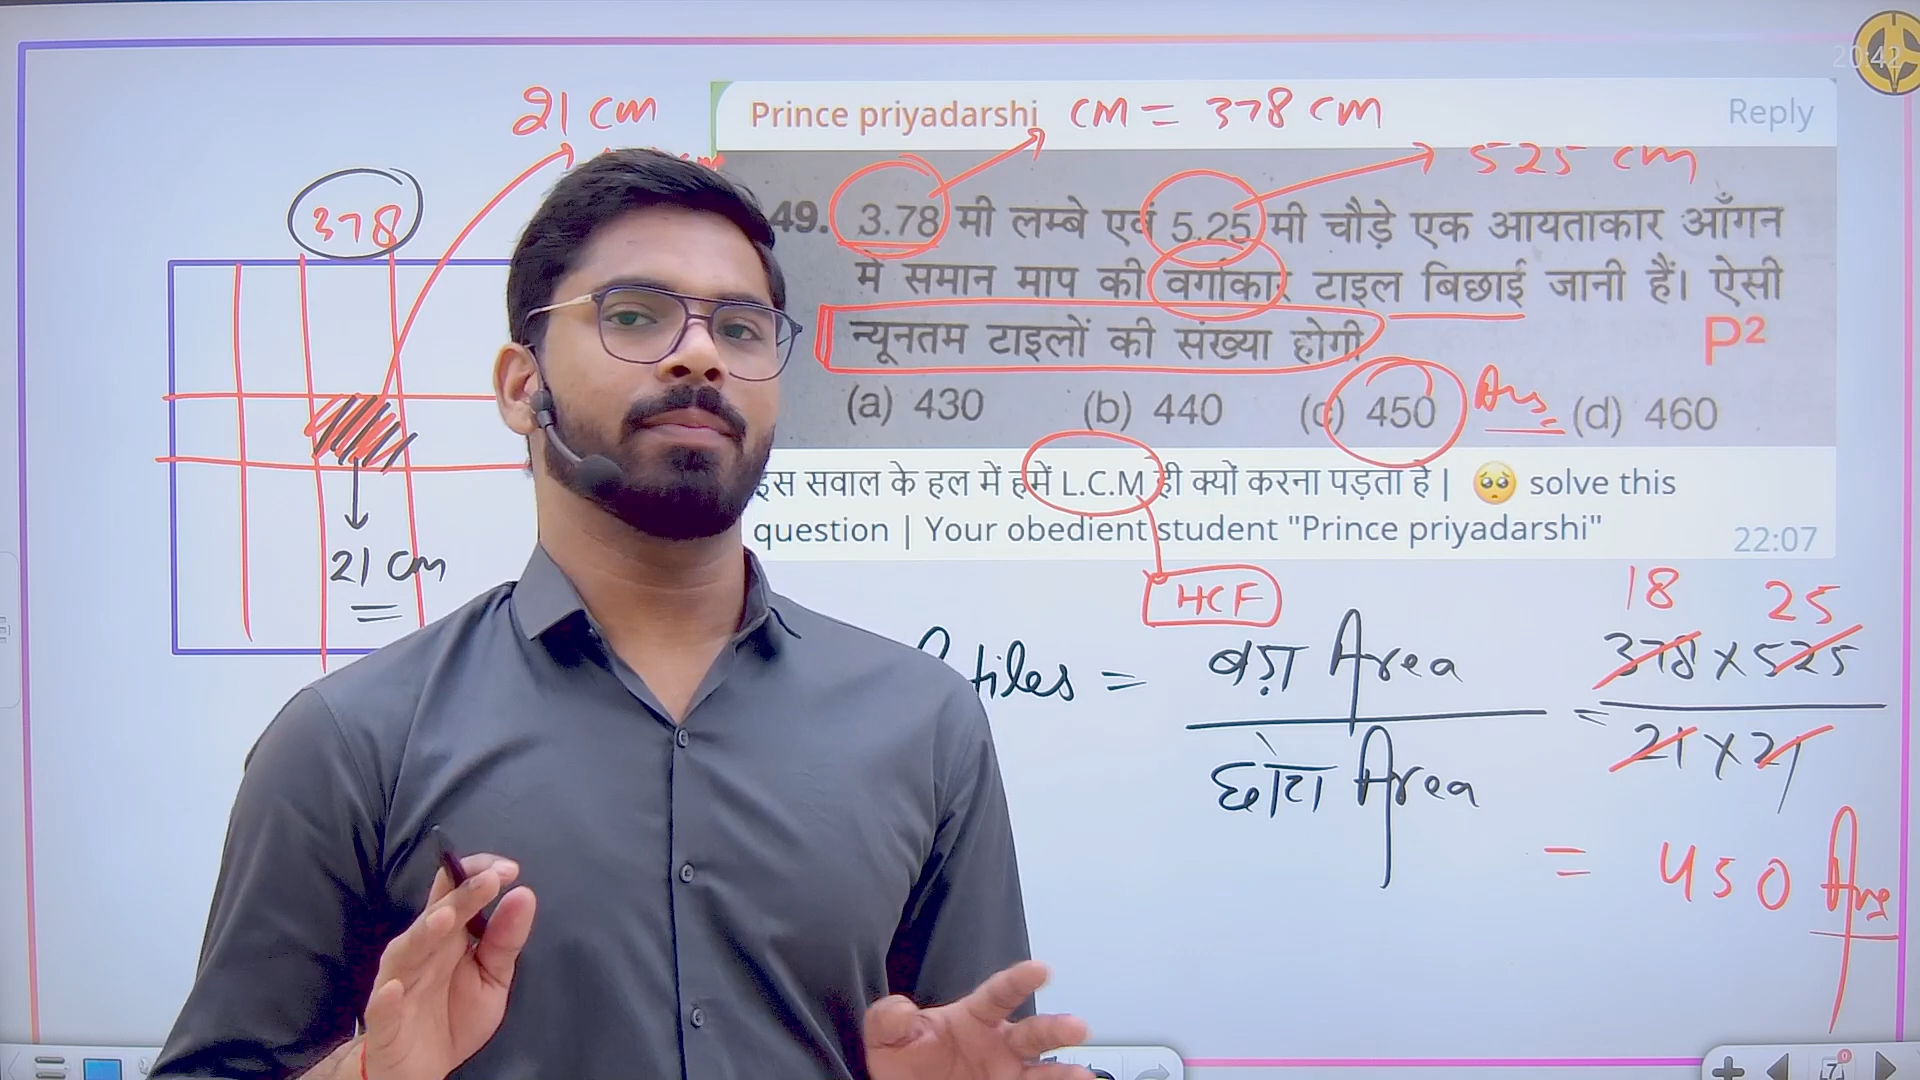 20:42
21 cm
Prince priyadarshi cm = 378 cm Reply
525 cm
378
49. 3.78 मी लम्बे एवं 5.25 मी चौड़े एक आयताकार आँगन
में समान माप की वर्गाकार टाइल बिछाई जानी हैं। ऐसी
न्यूनतम टाइलों की संख्या होगी P²
(a) 430 (b) 440 (c) 450 Ans (d) 460
इस सवाल के हल में हमें L.C.M ही क्यों करना पड़ता है | 🥺 solve this
question | Your obedient student "Prince priyadarshi"
22:07
21 cm
HCF
18 25
tiles = बड़ा Area = 378 x 525
छोटा Area 21 x 21
= 450 Ans